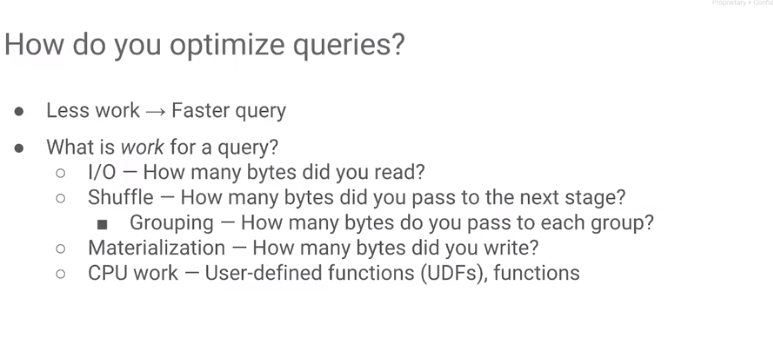 Proprietary + Confid
How do you optimize queries?
● Less work → Faster query
● What is work for a query?
○ I/O — How many bytes did you read?
○ Shuffle — How many bytes did you pass to the next stage?
■ Grouping — How many bytes do you pass to each group?
○ Materialization — How many bytes did you write?
○ CPU work — User-defined functions (UDFs), functions